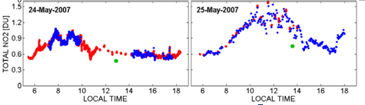 TOTAL NO2 [DU]
1.5
1.2
0.9
0.6
0.3
0.0
24-May-2007
6 8 10 12 14 16 18
LOCAL TIME
25-May-2007
6 8 10 12 14 16 18
LOCAL TIME